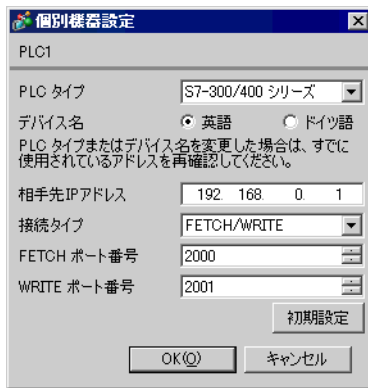 個別機器設定
PLC1
PLC タイプ S7-300/400 シリーズ
デバイス名 英語 ドイツ語
PLC タイプまたはデバイス名を変更した場合は、すでに
使用されているアドレスを再確認してください。
相手先IPアドレス 192. 168. 0. 1
接続タイプ FETCH/WRITE
FETCH ポート番号 2000
WRITE ポート番号 2001
初期設定
OK(O) キャンセル